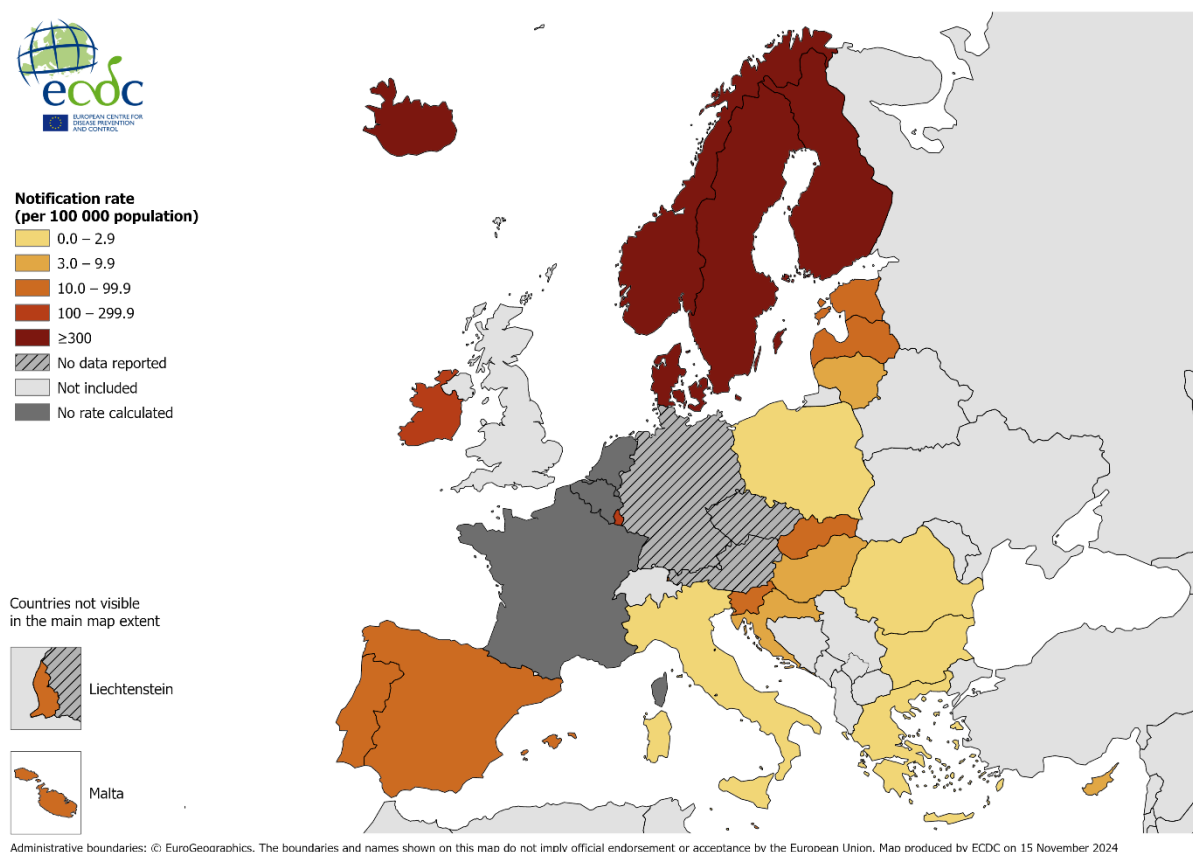 ecdc
EUROPEAN CENTRE FOR
DISEASE PREVENTION
AND CONTROL
Notification rate
(per 100 000 population)
0.0 – 2.9
3.0 – 9.9
10.0 – 99.9
100 – 299.9
≥300
No data reported
Not included
No rate calculated
Countries not visible
in the main map extent
Liechtenstein
Malta
Administrative boundaries: © EuroGeographics. The boundaries and names shown on this map do not imply official endorsement or acceptance by the European Union. Map produced by ECDC on 15 November 2024